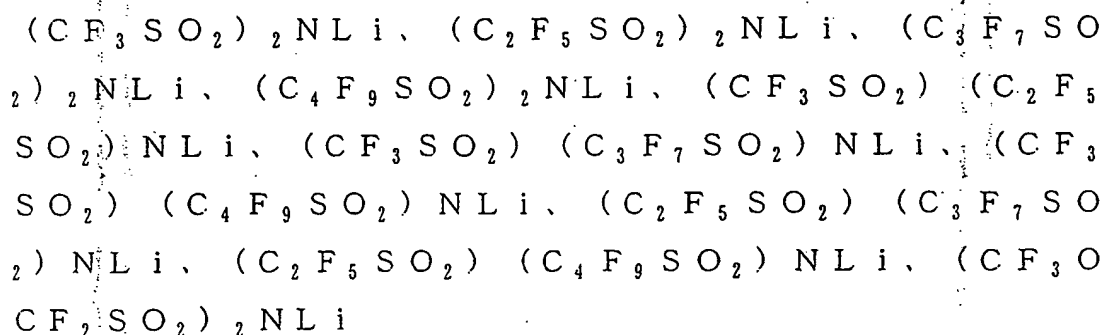 (CF₃SO₂)₂NLi、(C₂F₅SO₂)₂NLi、(C₃F₇SO
₂)₂NLi、(C₄F₉SO₂)₂NLi、(CF₃SO₂)(C₂F₅
SO₂)NLi、(CF₃SO₂)(C₃F₇SO₂)NLi、(CF₃
SO₂)(C₄F₉SO₂)NLi、(C₂F₅SO₂)(C₃F₇SO
₂)NLi、(C₂F₅SO₂)(C₄F₉SO₂)NLi、(CF₃O
CF₂SO₂)₂NLi